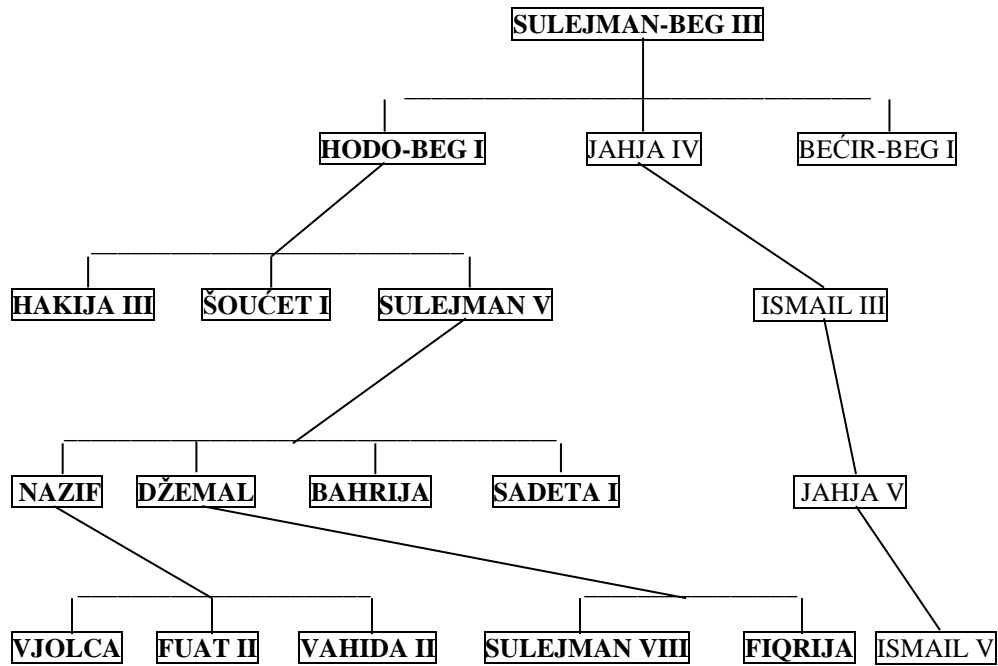 SULEJMAN-BEG III
HODO-BEG I JAHJA IV BEĆIR-BEG I
HAKIJA III ŠOUĆET I SULEJMAN V ISMAIL III
NAZIF DŽEMAL BAHRIJA SADETA I JAHJA V
VJOLCA FUAT II VAHIDA II SULEJMAN VIII FIQRIJA ISMAIL V